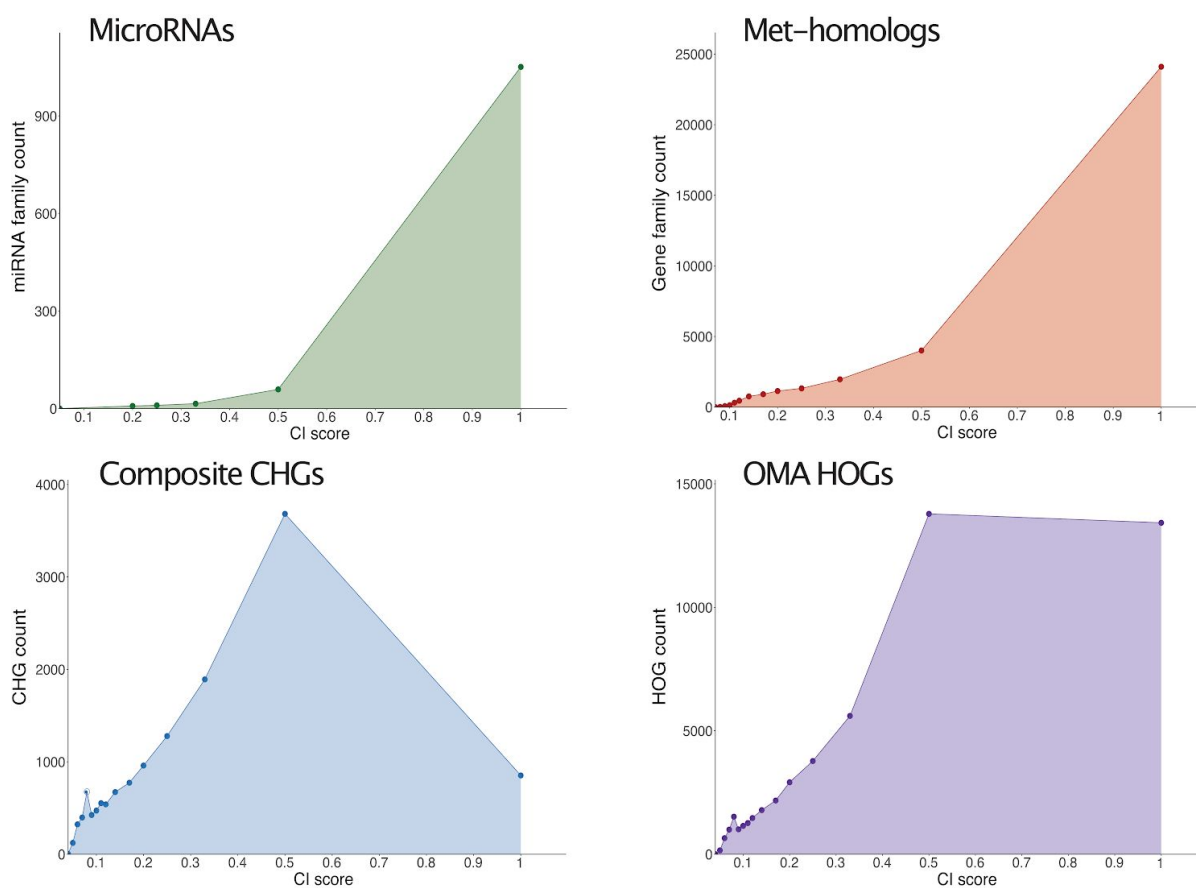 MicroRNAs
miRNA family count
900
600
300
0
0.1 0.2 0.3 0.4 0.5 0.6 0.7 0.8 0.9 1
CI score
Met-homologs
Gene family count
25000
20000
15000
10000
5000
0
0.1 0.2 0.3 0.4 0.5 0.6 0.7 0.8 0.9 1
CI score
Composite CHGs
CHG count
4000
3000
2000
1000
0
0.1 0.2 0.3 0.4 0.5 0.6 0.7 0.8 0.9 1
CI score
OMA HOGs
HOG count
15000
10000
5000
0
0.1 0.2 0.3 0.4 0.5 0.6 0.7 0.8 0.9 1
CI score